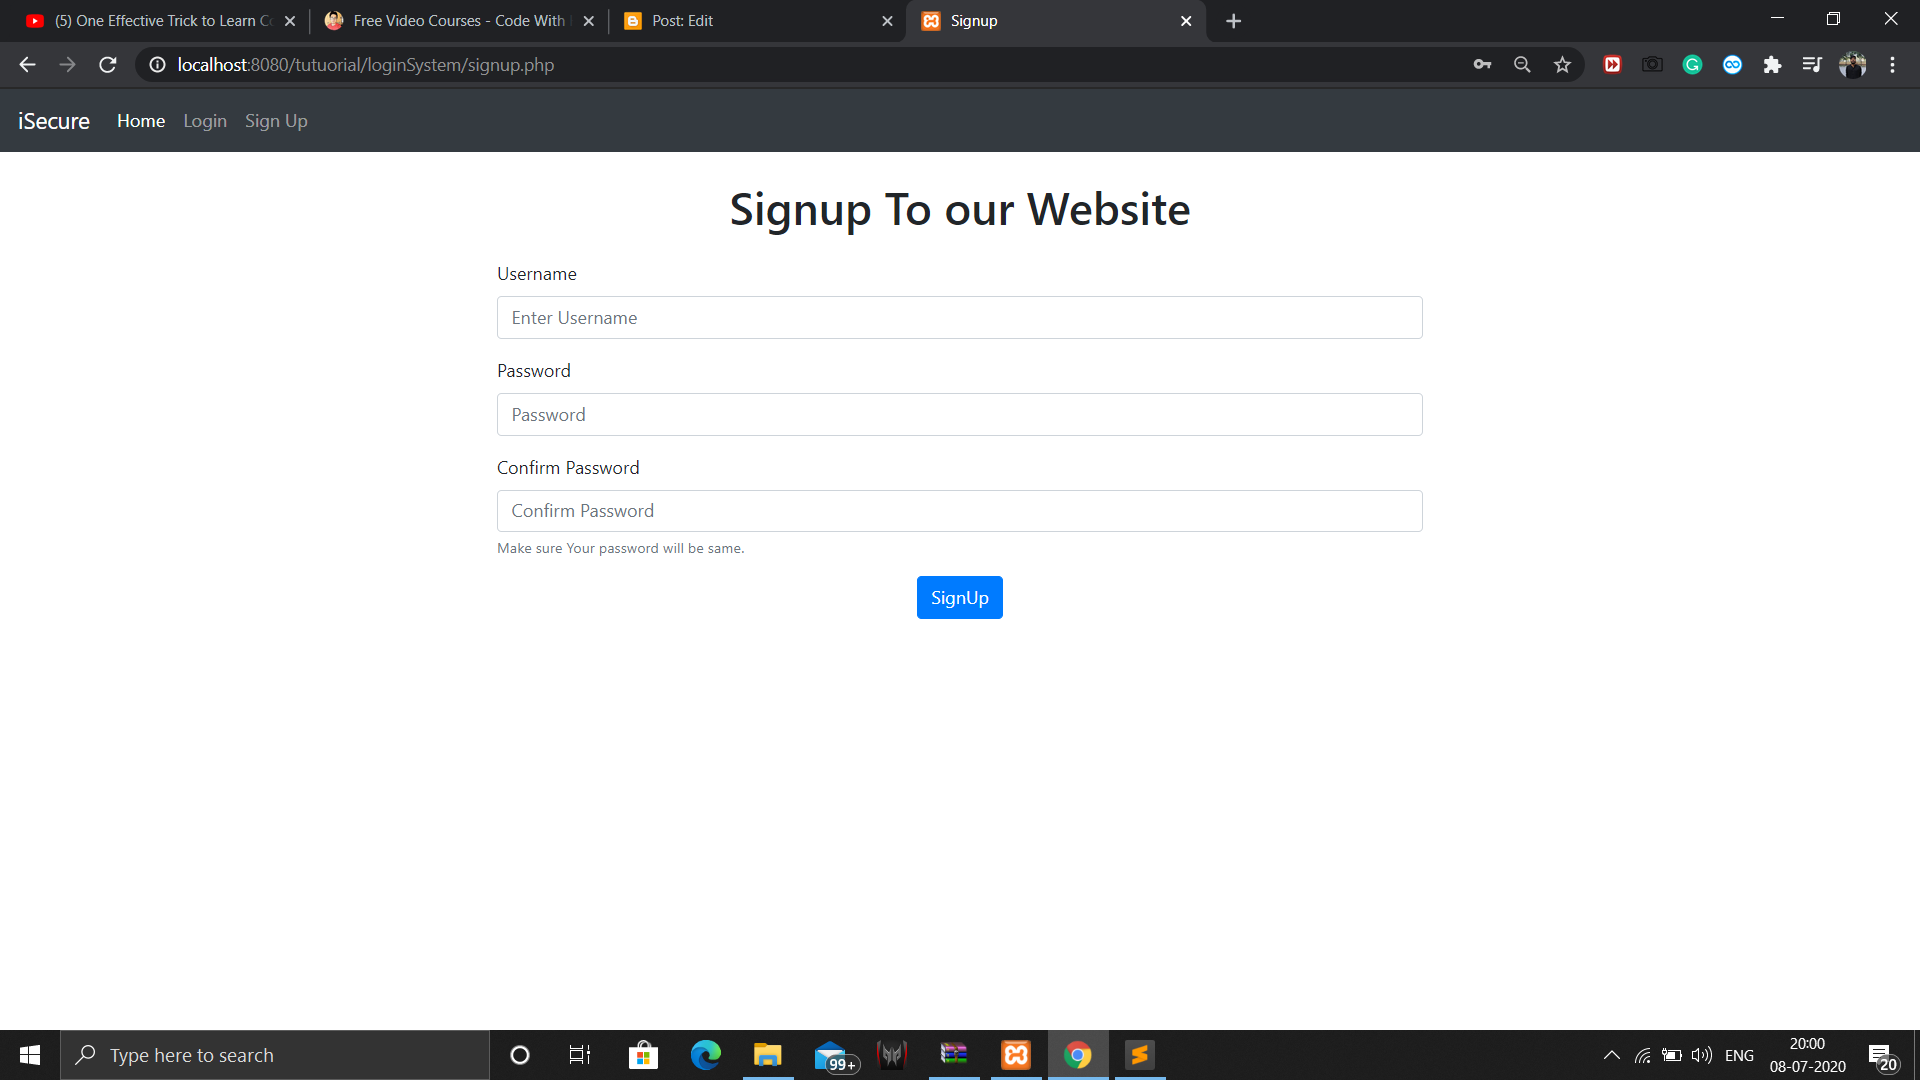 (5) One Effective Trick to Learn
Free Video Courses - Code With
Post: Edit
Signup
localhost:8080/tutuorial/loginSystem/signup.php
iSecure Home Login Sign Up
Signup To our Website
Username
Enter Username
Password
Password
Confirm Password
Confirm Password
Make sure Your password will be same.
SignUp
Type here to search
99+
ENG
20:00
08-07-2020
20